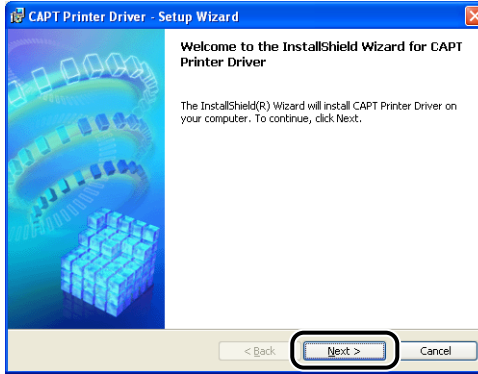 CAPT Printer Driver - Setup Wizard
Welcome to the InstallShield Wizard for CAPT
Printer Driver
The InstallShield(R) Wizard will install CAPT Printer Driver on
your computer. To continue, click Next.
< Back
Next >
Cancel